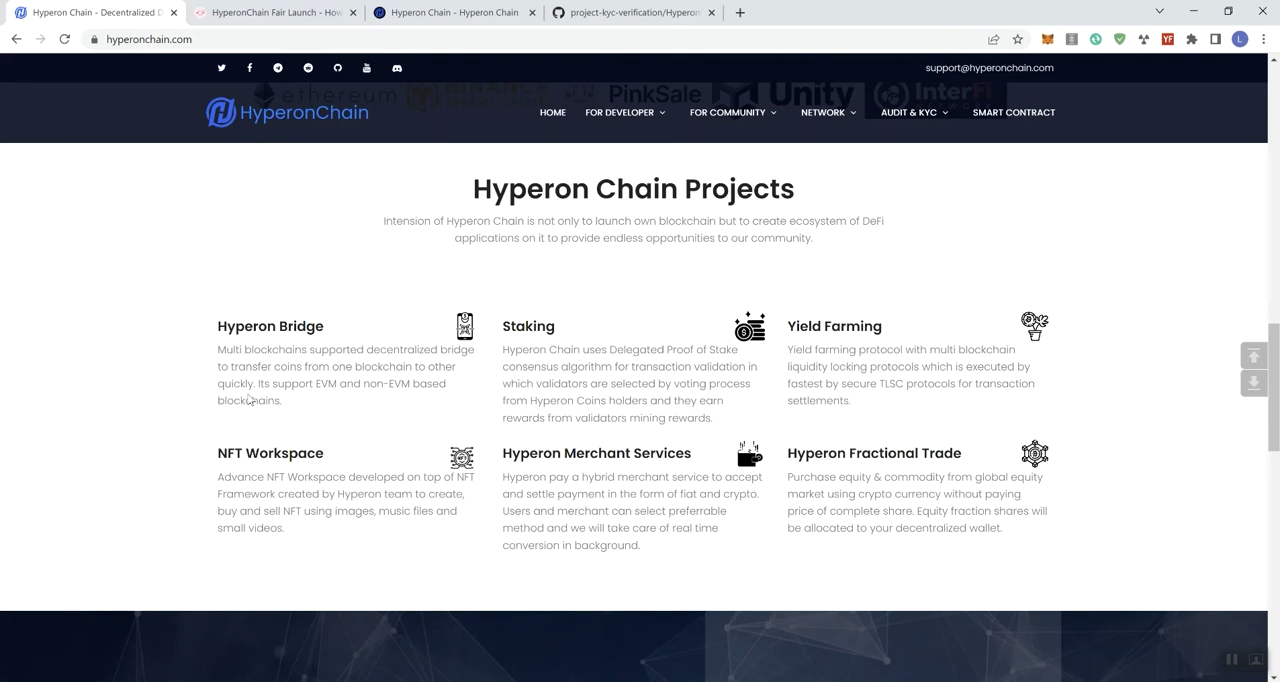 Hyperon Chain - Decentralized D
HyperonChain Fair Launch - How
Hyperon Chain - Hyperon Chain
project-kyc-verification/Hyperon
hyperonchain.com
YF
L
support@hyperonchain.com
ethereum
PinkSale
Unity
InterFi
HyperonChain
HOME
FOR DEVELOPER
FOR COMMUNITY
NETWORK
AUDIT & KYC
SMART CONTRACT
Hyperon Chain Projects
Intension of Hyperon Chain is not only to launch own blockchain but to create ecosystem of DeFi
applications on it to provide endless opportunities to our community.
Hyperon Bridge
Multi blockchains supported decentralized bridge
to transfer coins from one blockchain to other
quickly. Its support EVM and non-EVM based
blockchains.
Staking
Hyperon Chain uses Delegated Proof of Stake
consensus algorithm for transaction validation in
which validators are selected by voting process
from Hyperon Coins holders and they earn
rewards from validators mining rewards.
Yield Farming
Yield farming protocol with multi blockchain
liquidity locking protocols which is executed by
fastest by secure TLSC protocols for transaction
settlements.
NFT Workspace
Advance NFT Workspace developed on top of NFT
Framework created by Hyperon team to create,
buy and sell NFT using images, music files and
small videos.
Hyperon Merchant Services
Hyperon pay a hybrid merchant service to accept
and settle payment in the form of fiat and crypto.
Users and merchant can select preferrable
method and we will take care of real time
conversion in background.
Hyperon Fractional Trade
Purchase equity & commodity from global equity
market using crypto currency without paying
price of complete share. Equity fraction shares will
be allocated to your decentralized wallet.